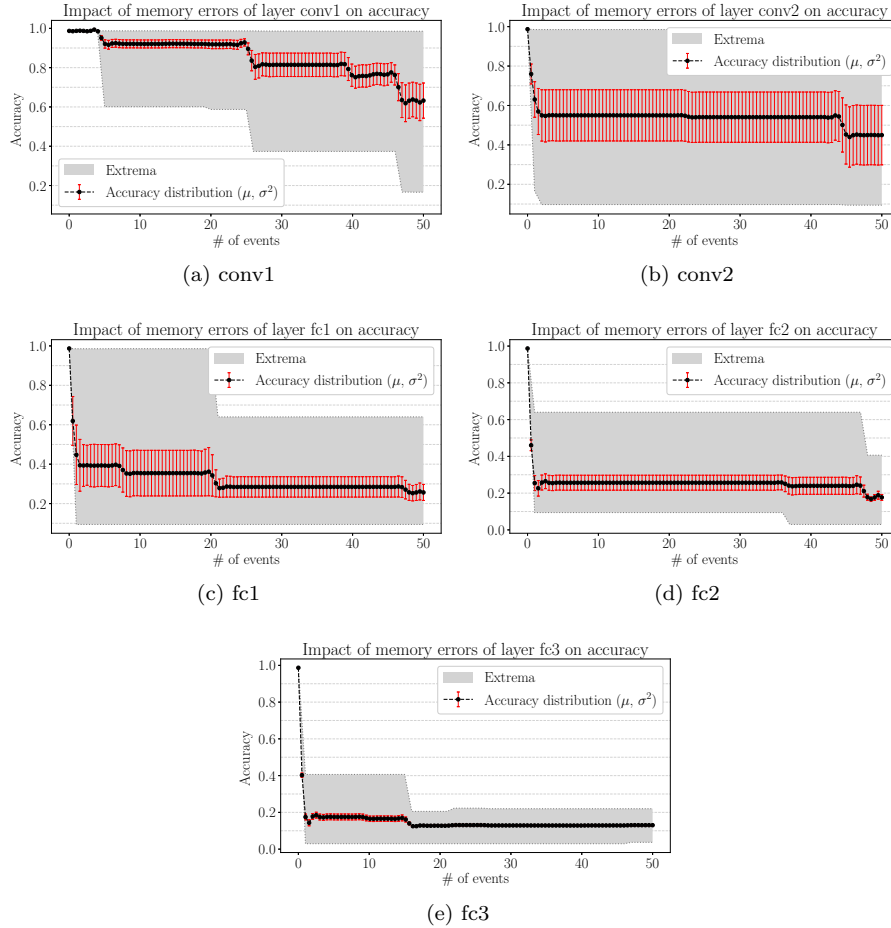 Impact of memory errors of layer conv1 on accuracy
1.0
0.8
0.6
0.4
0.2
Accuracy
Extrema
Accuracy distribution (μ, σ²)
0 10 20 30 40 50
# of events
(a) conv1
Impact of memory errors of layer conv2 on accuracy
1.0
0.8
0.6
0.4
0.2
Accuracy
Extrema
Accuracy distribution (μ, σ²)
0 10 20 30 40 50
# of events
(b) conv2
Impact of memory errors of layer fc1 on accuracy
1.0
0.8
0.6
0.4
0.2
Accuracy
Extrema
Accuracy distribution (μ, σ²)
0 10 20 30 40 50
# of events
(c) fc1
Impact of memory errors of layer fc2 on accuracy
1.0
0.8
0.6
0.4
0.2
0.0
Accuracy
Extrema
Accuracy distribution (μ, σ²)
0 10 20 30 40 50
# of events
(d) fc2
Impact of memory errors of layer fc3 on accuracy
1.0
0.8
0.6
0.4
0.2
0.0
Accuracy
Extrema
Accuracy distribution (μ, σ²)
0 10 20 30 40 50
# of events
(e) fc3